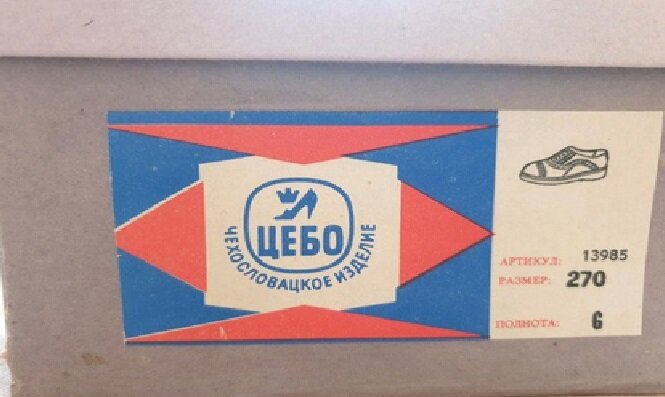 ЦЕБО
ЧЕХОСЛОВАЦКОЕ ИЗДЕЛИЕ
АРТИКУЛ: 13985
РАЗМЕР: 270
ПОЛНОТА: 6